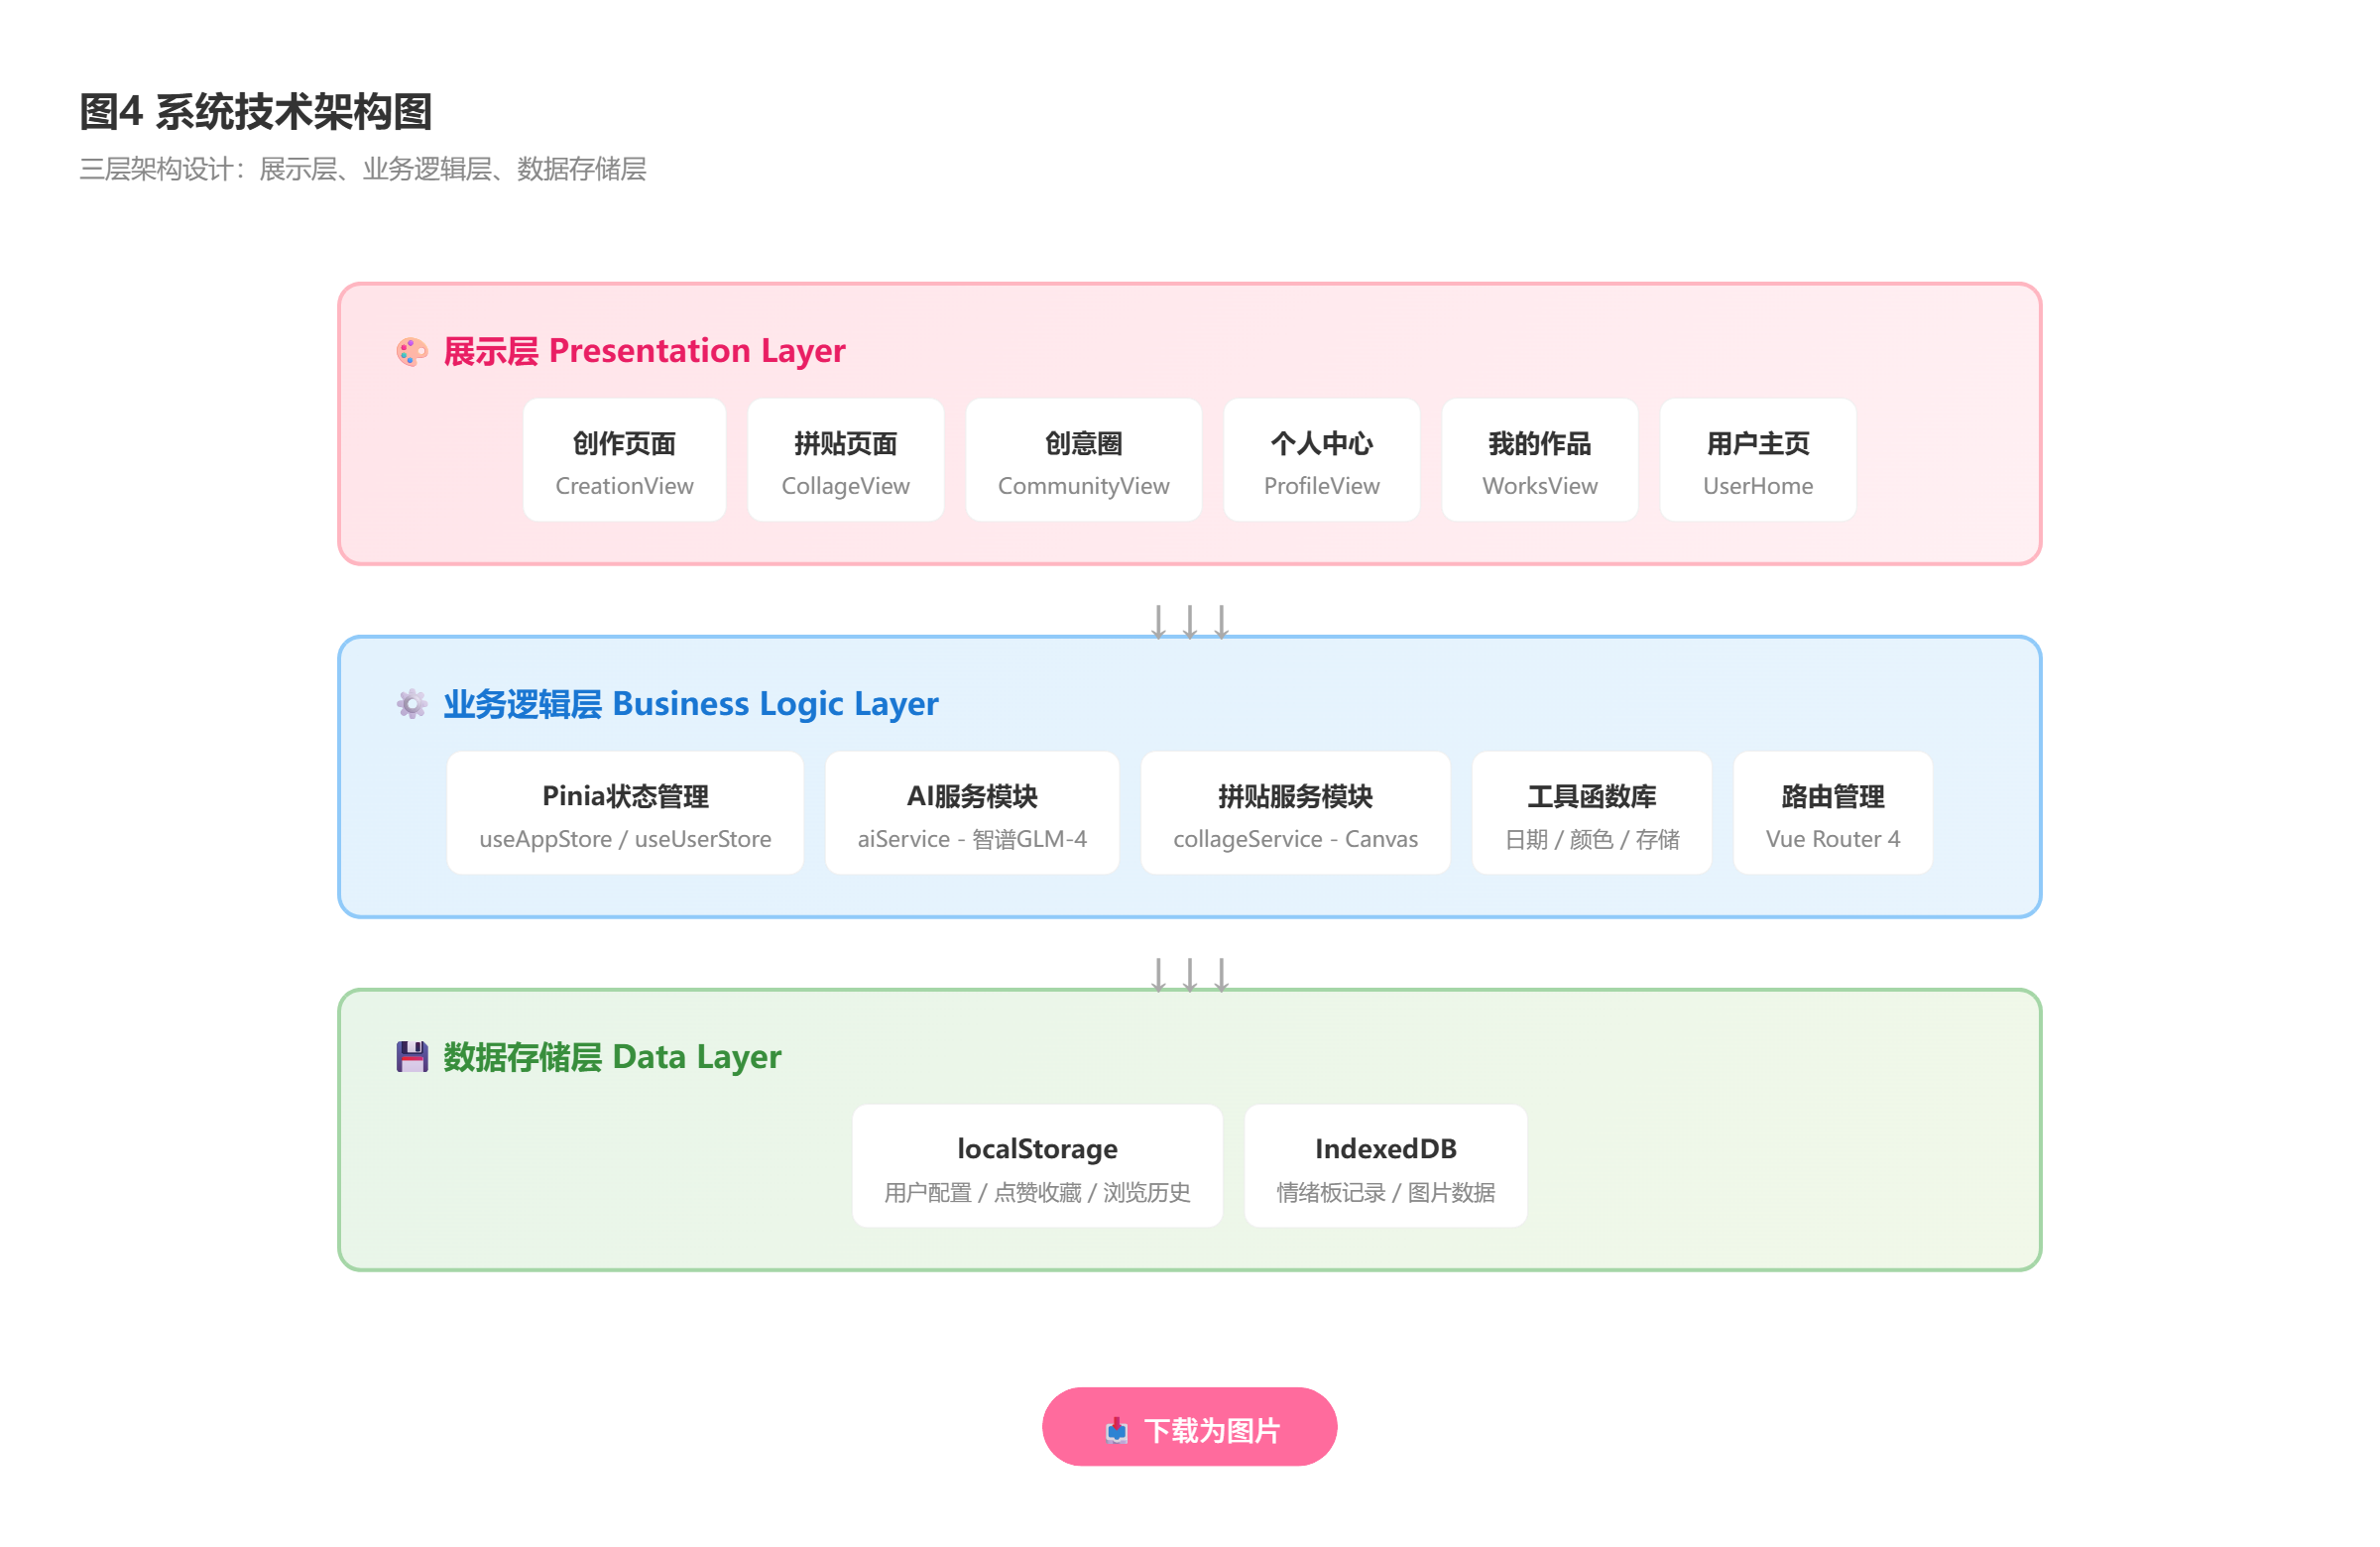 图4 系统技术架构图
三层架构设计：展示层、业务逻辑层、数据存储层
展示层 Presentation Layer
创作页面
CreationView
拼贴页面
CollageView
创意圈
CommunityView
个人中心
ProfileView
我的作品
WorksView
用户主页
UserHome
↓↓↓
业务逻辑层 Business Logic Layer
Pinia状态管理
useAppStore / useUserStore
AI服务模块
aiService - 智谱GLM-4
拼贴服务模块
collageService - Canvas
工具函数库
日期 / 颜色 / 存储
路由管理
Vue Router 4
↓↓↓
数据存储层 Data Layer
localStorage
用户配置 / 点赞收藏 / 浏览历史
IndexedDB
情绪板记录 / 图片数据
下载为图片